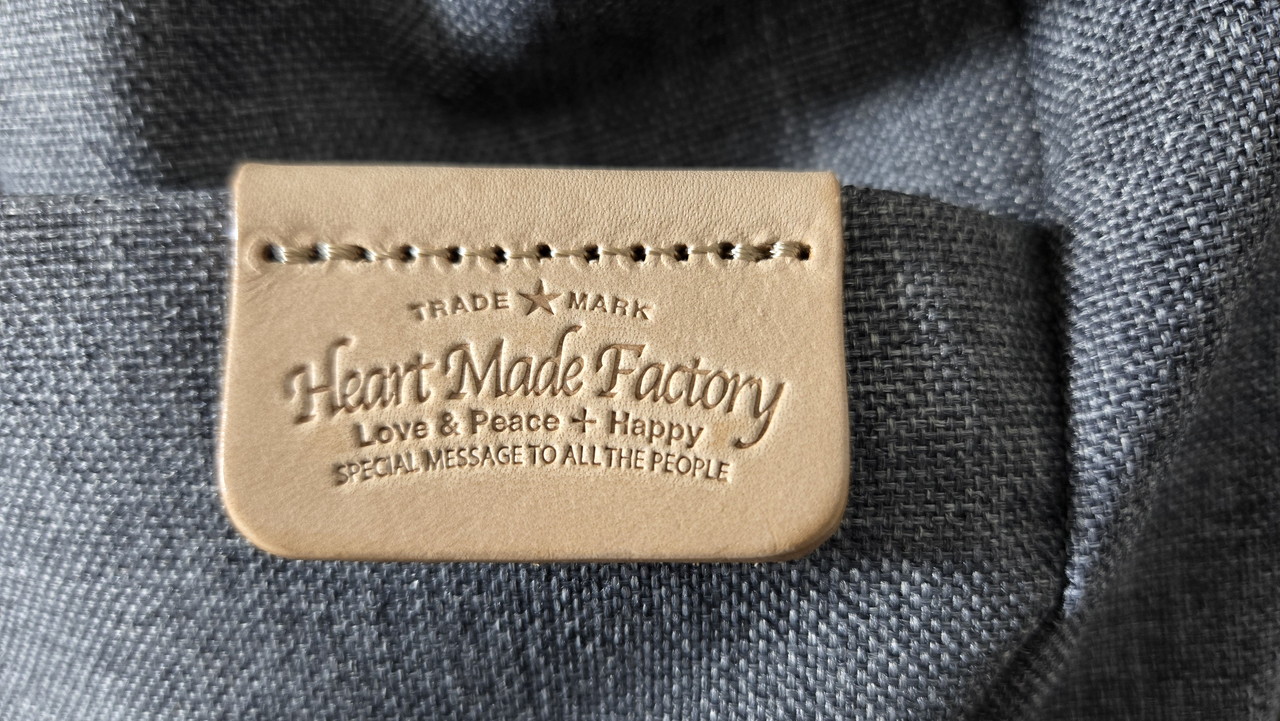 TRADE ★ MARK
Heart Made Factory
Love & Peace + Happy
SPECIAL MESSAGE TO ALL THE PEOPLE